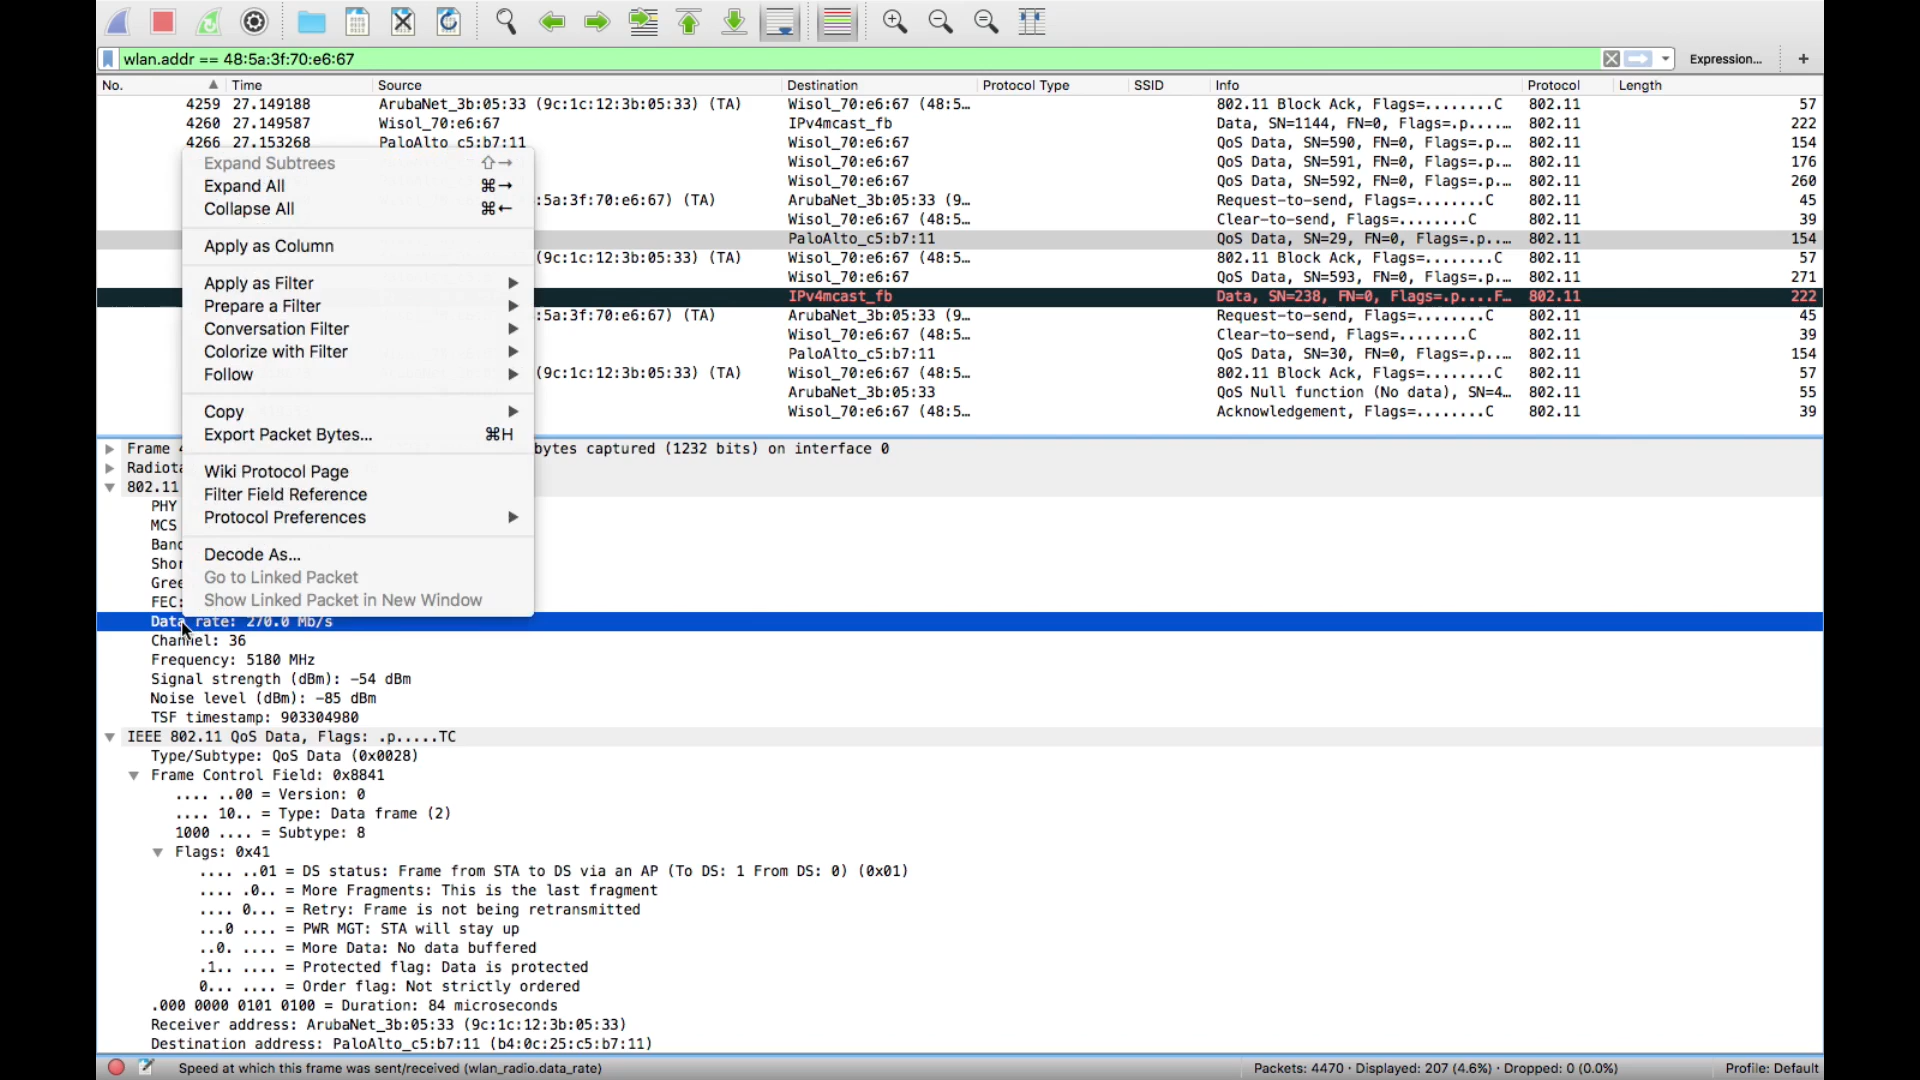 wlan.addr == 48:5a:3f:70:e6:67
Expression...
+
No. Time Source Destination Protocol Type SSID Info Protocol Length
4259 27.149188 ArubaNet_3b:05:33 (9c:1c:12:3b:05:33) (TA) Wisol_70:e6:67 (48:5… 802.11 Block Ack, Flags=........C 802.11 57
4260 27.149587 Wisol_70:e6:67 IPv4mcast_fb Data, SN=1144, FN=0, Flags=.p....… 802.11 222
4266 27.153268 PaloAlto_c5:b7:11 Wisol_70:e6:67 QoS Data, SN=590, FN=0, Flags=.p.… 802.11 154
Wisol_70:e6:67 QoS Data, SN=591, FN=0, Flags=.p.… 802.11 176
Wisol_70:e6:67 QoS Data, SN=592, FN=0, Flags=.p.… 802.11 260
:5a:3f:70:e6:67) (TA) ArubaNet_3b:05:33 (9… Request-to-send, Flags=........C 802.11 45
Wisol_70:e6:67 (48:5… Clear-to-send, Flags=........C 802.11 39
PaloAlto_c5:b7:11 QoS Data, SN=29, FN=0, Flags=.p..… 802.11 154
(9c:1c:12:3b:05:33) (TA) Wisol_70:e6:67 (48:5… 802.11 Block Ack, Flags=........C 802.11 57
Wisol_70:e6:67 QoS Data, SN=593, FN=0, Flags=.p.… 802.11 271
IPv4mcast_fb Data, SN=238, FN=0, Flags=.p....F… 802.11 222
:5a:3f:70:e6:67) (TA) ArubaNet_3b:05:33 (9… Request-to-send, Flags=........C 802.11 45
Wisol_70:e6:67 (48:5… Clear-to-send, Flags=........C 802.11 39
PaloAlto_c5:b7:11 QoS Data, SN=30, FN=0, Flags=.p..… 802.11 154
(9c:1c:12:3b:05:33) (TA) Wisol_70:e6:67 (48:5… 802.11 Block Ack, Flags=........C 802.11 57
ArubaNet_3b:05:33 QoS Null function (No data), SN=4… 802.11 55
Wisol_70:e6:67 (48:5… Acknowledgement, Flags=........C 802.11 39
Expand Subtrees ⇧→
Expand All ⌘→
Collapse All ⌘←
Apply as Column
Apply as Filter
Prepare a Filter
Conversation Filter
Colorize with Filter
Follow
Copy
Export Packet Bytes... ⌘H
Wiki Protocol Page
Filter Field Reference
Protocol Preferences
Decode As...
Go to Linked Packet
Show Linked Packet in New Window
Frame 4 bytes captured (1232 bits) on interface 0
Radiota
802.11
PHY
MCS
Band
Shor
Gree
FEC:
Data rate: 270.0 Mb/s
Channel: 36
Frequency: 5180 MHz
Signal strength (dBm): -54 dBm
Noise level (dBm): -85 dBm
TSF timestamp: 903304980
IEEE 802.11 QoS Data, Flags: .p.....TC
Type/Subtype: QoS Data (0x0028)
Frame Control Field: 0x8841
.... ..00 = Version: 0
.... 10.. = Type: Data frame (2)
1000 .... = Subtype: 8
Flags: 0x41
.... ..01 = DS status: Frame from STA to DS via an AP (To DS: 1 From DS: 0) (0x01)
.... .0.. = More Fragments: This is the last fragment
.... 0... = Retry: Frame is not being retransmitted
...0 .... = PWR MGT: STA will stay up
..0. .... = More Data: No data buffered
.1.. .... = Protected flag: Data is protected
0... .... = Order flag: Not strictly ordered
.000 0000 0101 0100 = Duration: 84 microseconds
Receiver address: ArubaNet_3b:05:33 (9c:1c:12:3b:05:33)
Destination address: PaloAlto_c5:b7:11 (b4:0c:25:c5:b7:11)
Speed at which this frame was sent/received (wlan_radio.data_rate) Packets: 4470 · Displayed: 207 (4.6%) · Dropped: 0 (0.0%) Profile: Default